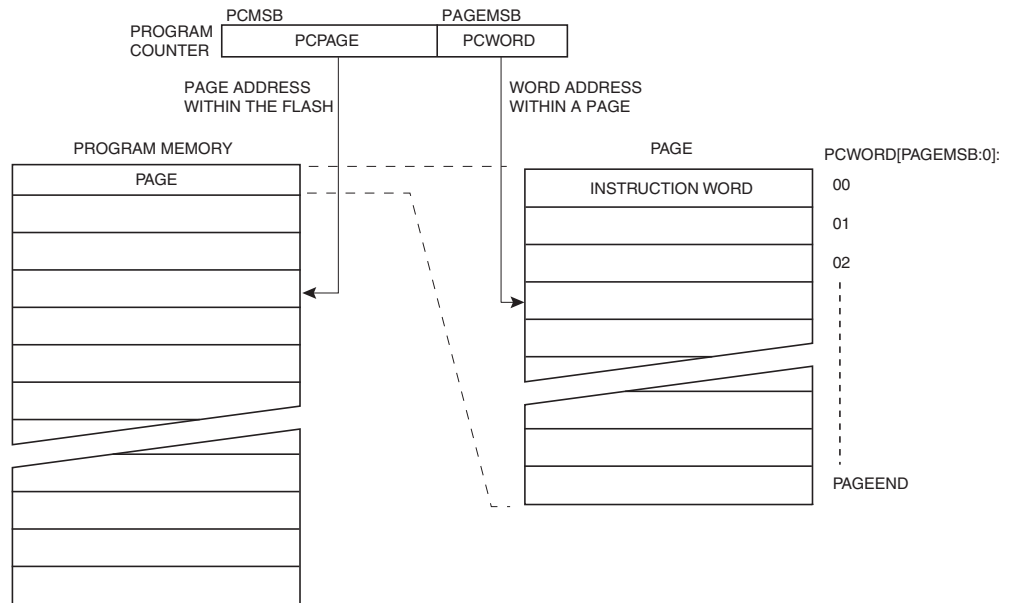 PCMSB PAGEMSB
PROGRAM
COUNTER
PCPAGE PCWORD
PAGE ADDRESS
WITHIN THE FLASH
WORD ADDRESS
WITHIN A PAGE
PROGRAM MEMORY
PAGE
PAGE
INSTRUCTION WORD
PCWORD[PAGEMSB:0]:
00
01
02
PAGEEND